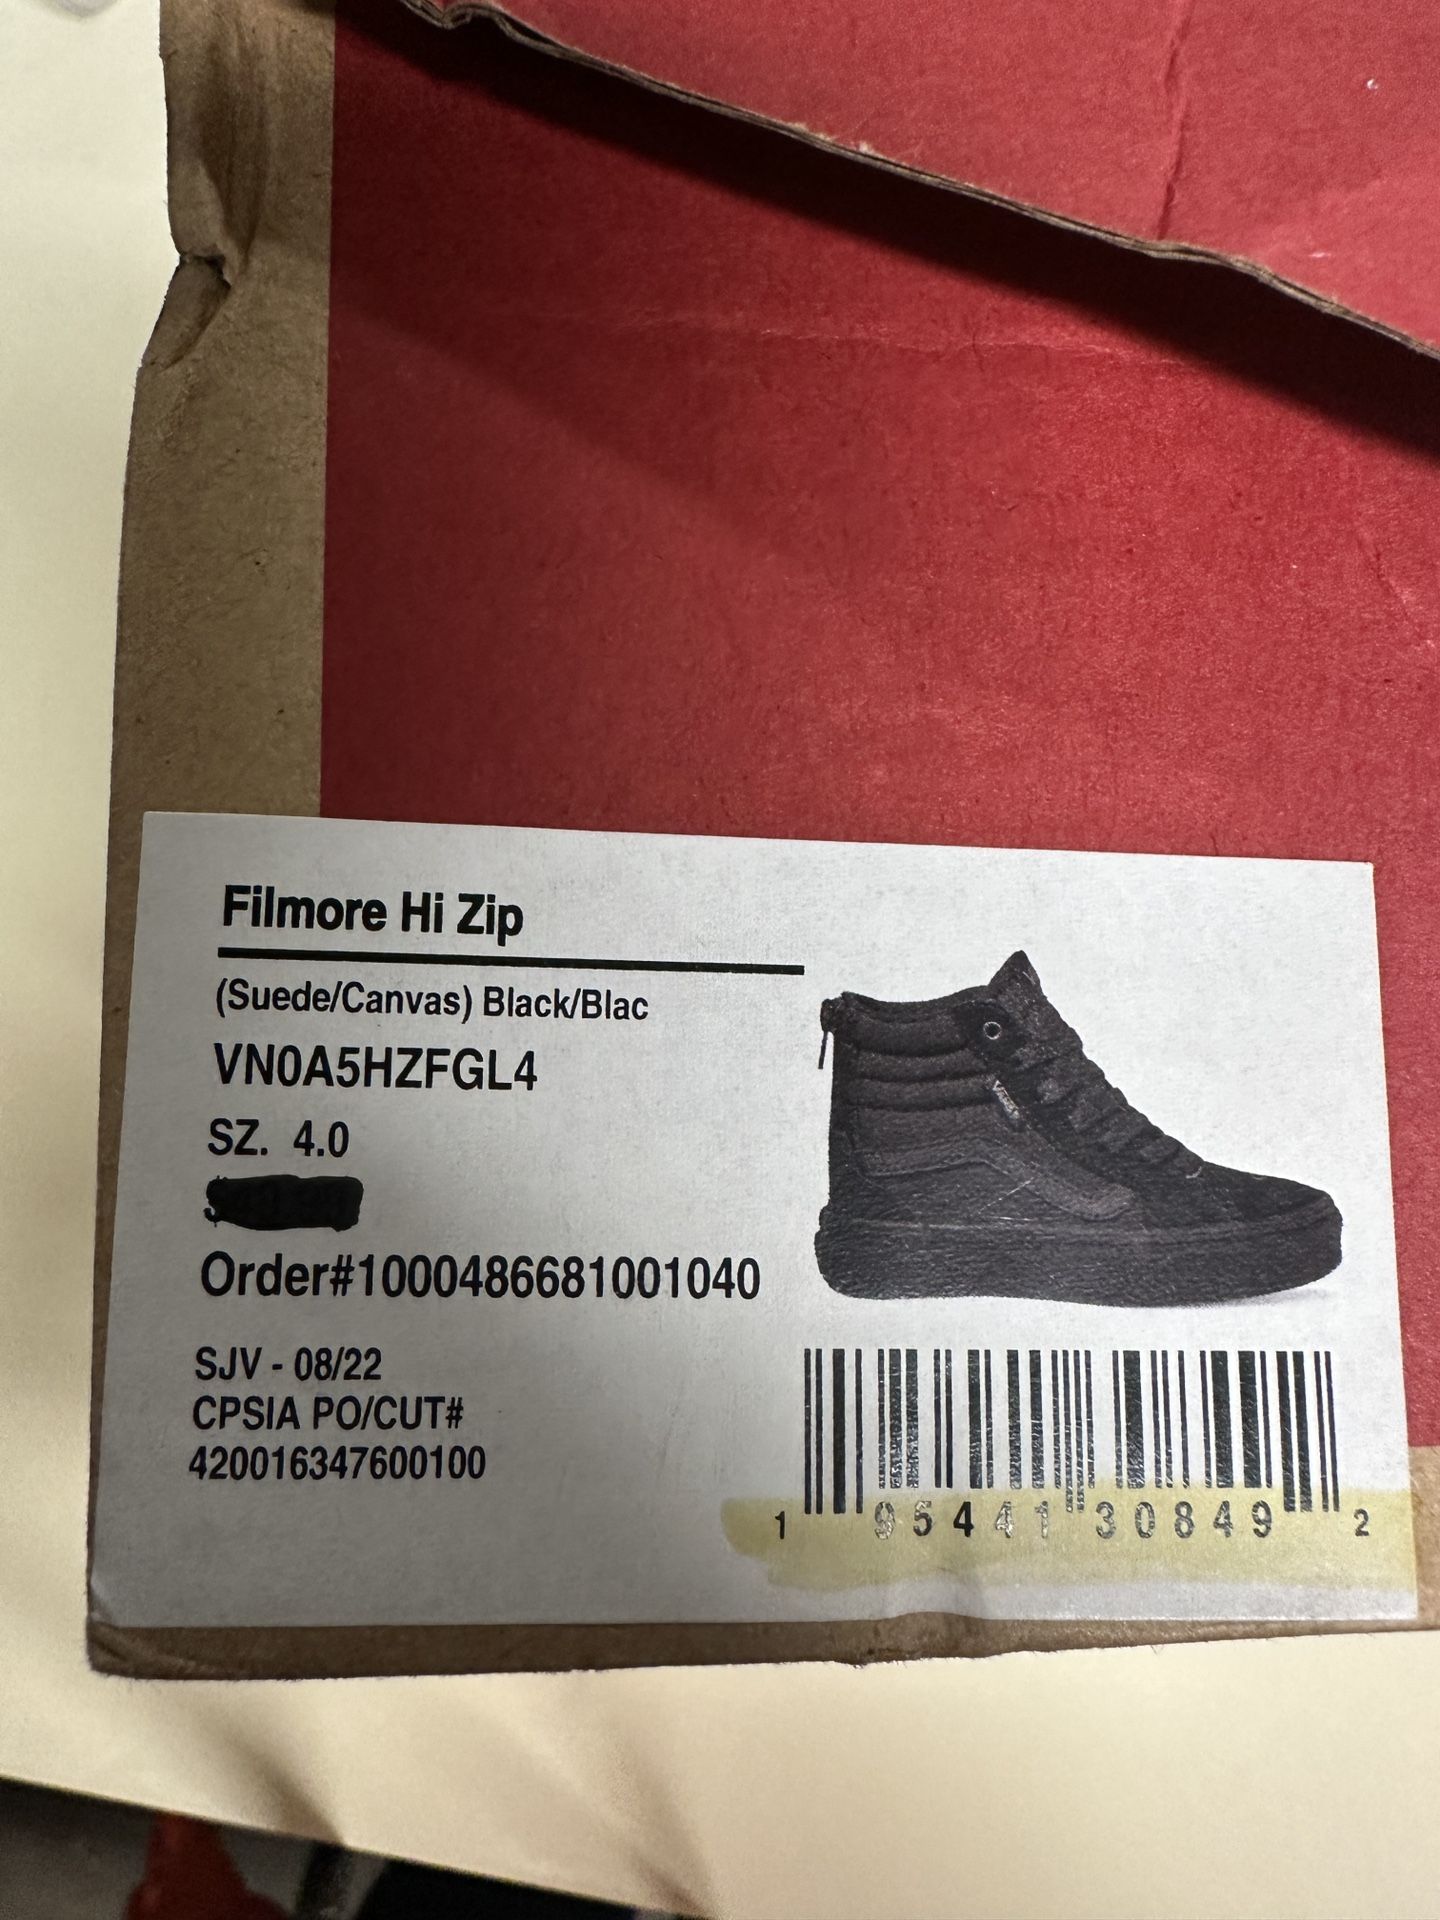 Filmore Hi Zip
(Suede/Canvas) Black/Blac
VN0A5HZFGL4
SZ. 4.0
Order#1000486681001040
SJV - 08/22
CPSIA PO/CUT#
420016347600100
VANS
1 95441 30849 2